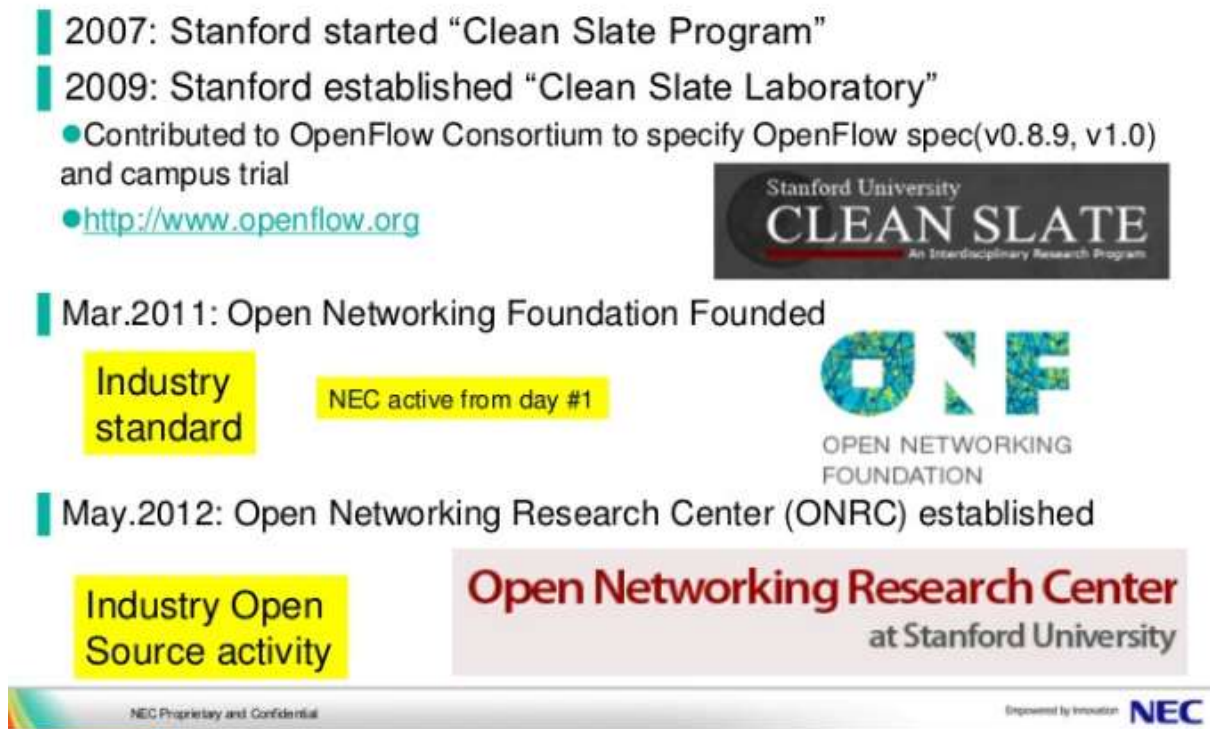 2007: Stanford started “Clean Slate Program”
2009: Stanford established “Clean Slate Laboratory”
●Contributed to OpenFlow Consortium to specify OpenFlow spec(v0.8.9, v1.0)
and campus trial
●http://www.openflow.org
Stanford University
CLEAN SLATE
An Interdisciplinary Research Program
Mar.2011: Open Networking Foundation Founded
Industry
standard
NEC active from day #1
ONF
OPEN NETWORKING
FOUNDATION
May.2012: Open Networking Research Center (ONRC) established
Industry Open
Source activity
Open Networking Research Center
at Stanford University
NEC Proprietary and Confidential
Empowered by Innovation
NEC